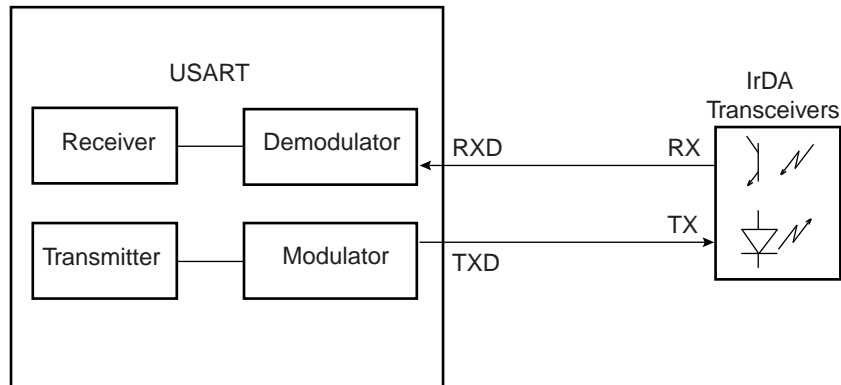 USART
IrDA
Transceivers
Receiver
Demodulator
RXD
RX
Transmitter
Modulator
TXD
TX